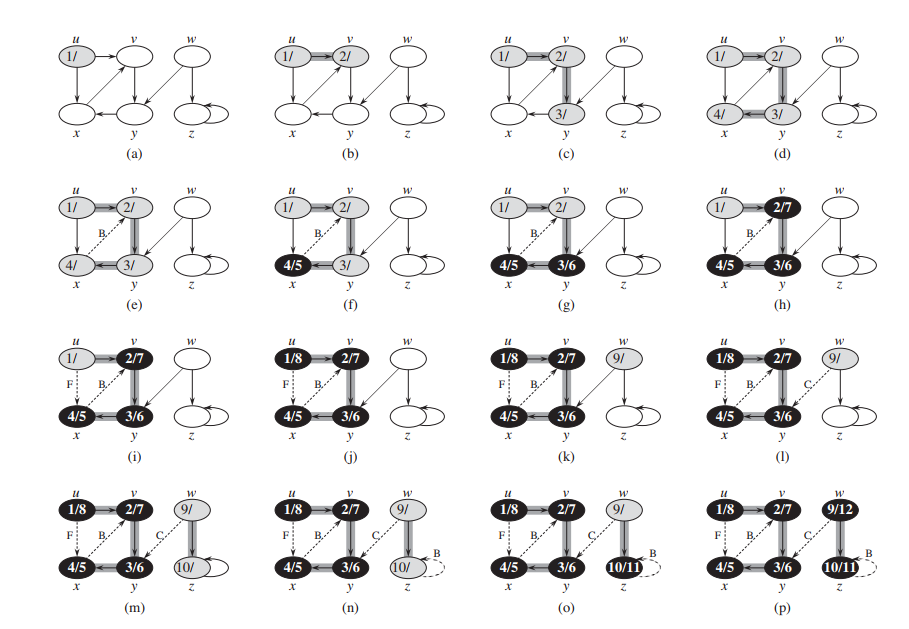 u v w u v w u v w u v w
1/ 1/ 2/ 1/ 2/ 1/ 2/
3/ 4/ 3/
x y z x y z x y z x y z
(a) (b) (c) (d)
u v w u v w u v w u v w
1/ 2/ 1/ 2/ 1/ 2/ 1/ 2/7
B B B B
4/ 3/ 4/5 3/ 4/5 3/6 4/5 3/6
x y z x y z x y z x y z
(e) (f) (g) (h)
u v w u v w u v w u v w
1/ 2/7 1/8 2/7 1/8 2/7 9/ 1/8 2/7 9/
F B F B F B F B C
4/5 3/6 4/5 3/6 4/5 3/6 4/5 3/6
x y z x y z x y z x y z
(i) (j) (k) (l)
u v w u v w u v w u v w
1/8 2/7 9/ 1/8 2/7 9/ 1/8 2/7 9/ 1/8 2/7 9/12
F B C F B C F B C F B C
B B B
4/5 3/6 10/ 4/5 3/6 10/ 4/5 3/6 10/11 4/5 3/6 10/11
x y z x y z x y z x y z
(m) (n) (o) (p)